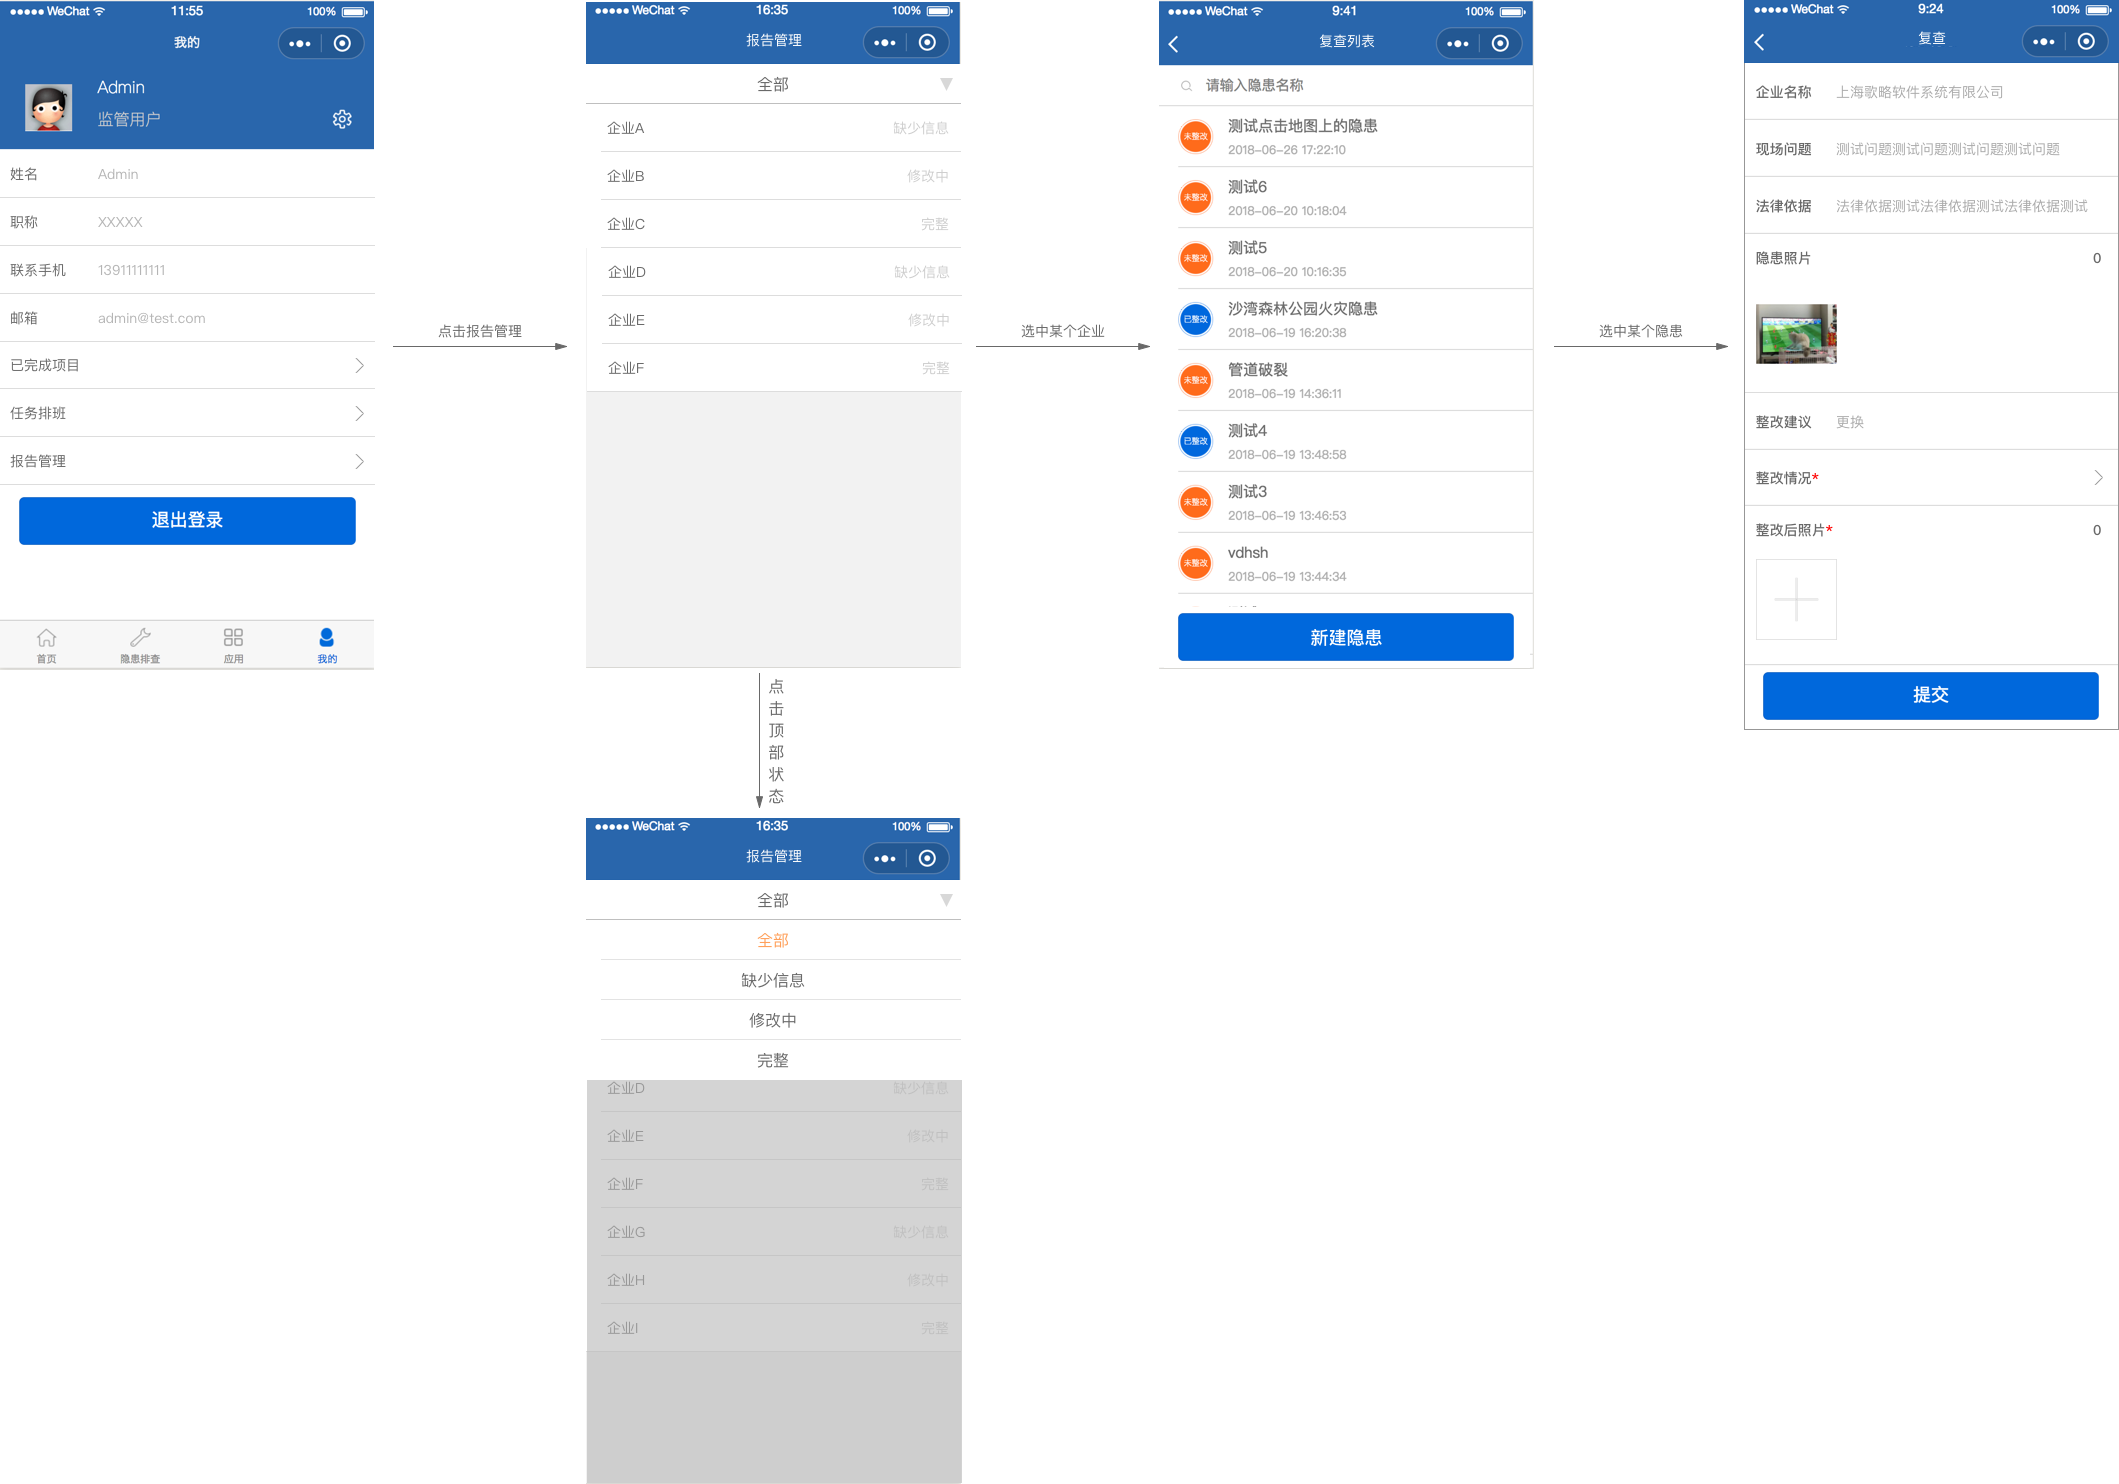 WeChat
11:55
100%
我的
Admin
监管用户
姓名 Admin
职称 XXXXX
联系手机 13911111111
邮箱 admin@test.com
已完成项目
任务排班
报告管理
退出登录
首页
隐患排查
应用
我的
点击报告管理
WeChat
16:35
100%
报告管理
全部
企业A 缺少信息
企业B 修改中
企业C 完整
企业D 缺少信息
企业E 修改中
企业F 完整
选中某个企业
WeChat
9:41
100%
复查列表
请输入隐患名称
未整改
测试点击地图上的隐患
2018-06-26 17:22:10
未整改
测试6
2018-06-20 10:18:04
未整改
测试5
2018-06-20 10:16:35
已整改
沙湾森林公园火灾隐患
2018-06-19 16:20:38
未整改
管道破裂
2018-06-19 14:36:11
已整改
测试4
2018-06-19 13:48:58
未整改
测试3
2018-06-19 13:46:53
未整改
vdhsh
2018-06-19 13:44:34
新建隐患
选中某个隐患
WeChat
9:24
100%
复查
企业名称 上海歌略软件系统有限公司
现场问题 测试问题测试问题测试问题测试问题
法律依据 法律依据测试法律依据测试法律依据测试
隐患照片 0
整改建议 更换
整改情况*
整改后照片* 0
提交
点击顶部状态
WeChat
16:35
100%
报告管理
全部
全部
缺少信息
修改中
完整
企业D 缺少信息
企业E 修改中
企业F 完整
企业G 缺少信息
企业H 修改中
企业I 完整